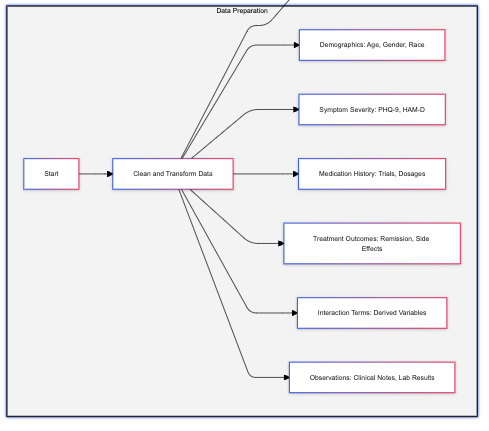 Data Preparation
Demographics: Age, Gender, Race
Symptom Severity: PHQ-9, HAM-D
Start
Clean and Transform Data
Medication History: Trials, Dosages
Treatment Outcomes: Remission, Side
Effects
Interaction Terms: Derived Variables
Observations: Clinical Notes, Lab Results